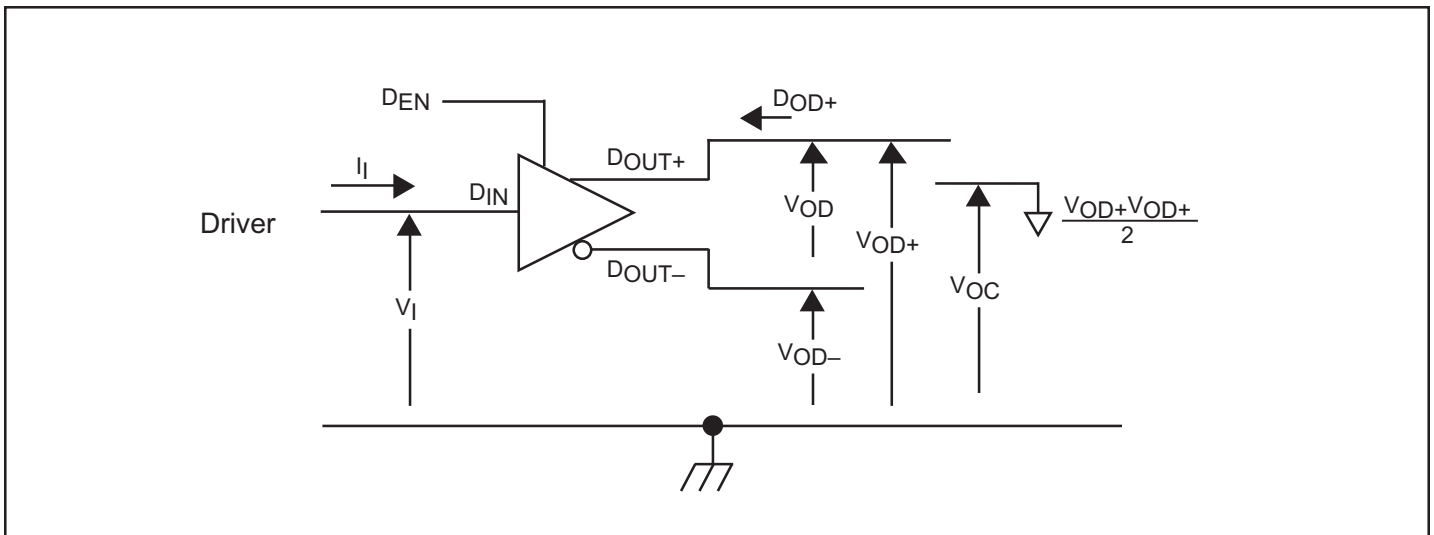 DEN
DOD+
II
DOUT+
DIN
VOD
VOD+VOD+
2
Driver
VOD+
DOUT–
VOC
VI
VOD–